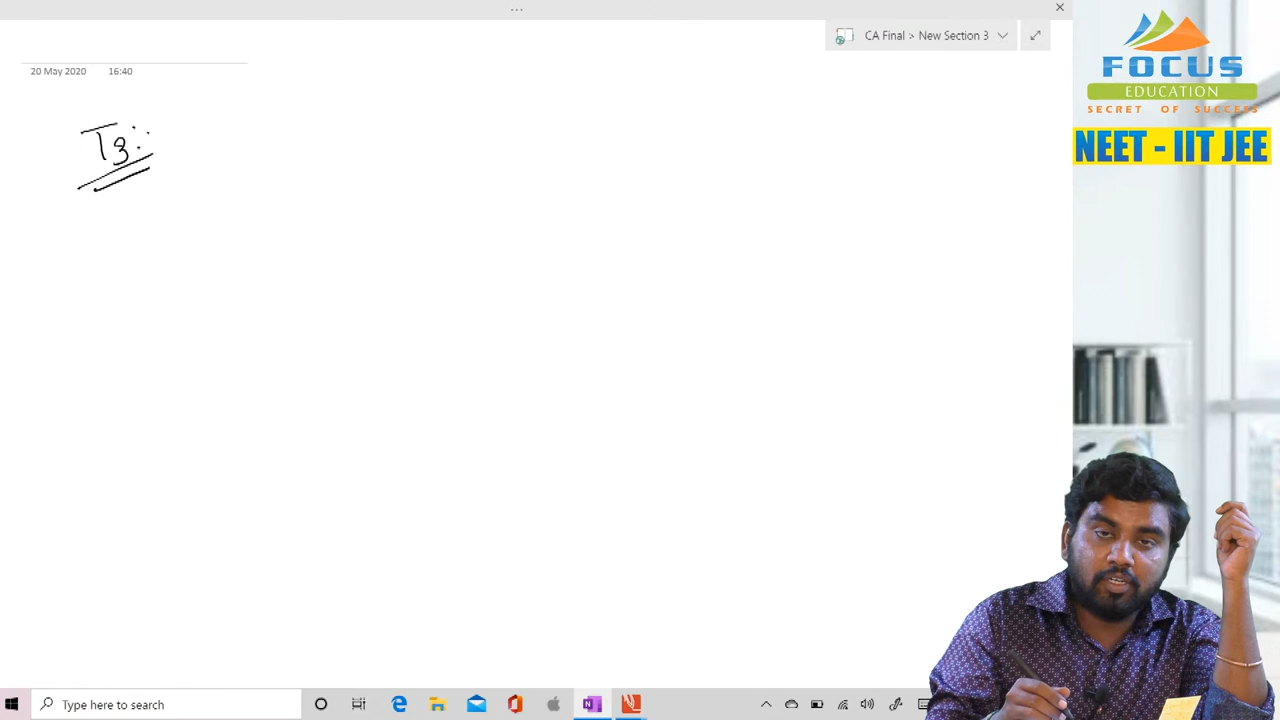 CA Final > New Section 3
20 May 2020 16:40
T3:
FOCUS
EDUCATION
SECRET OF SUCCESS
NEET - IIT JEE
Type here to search